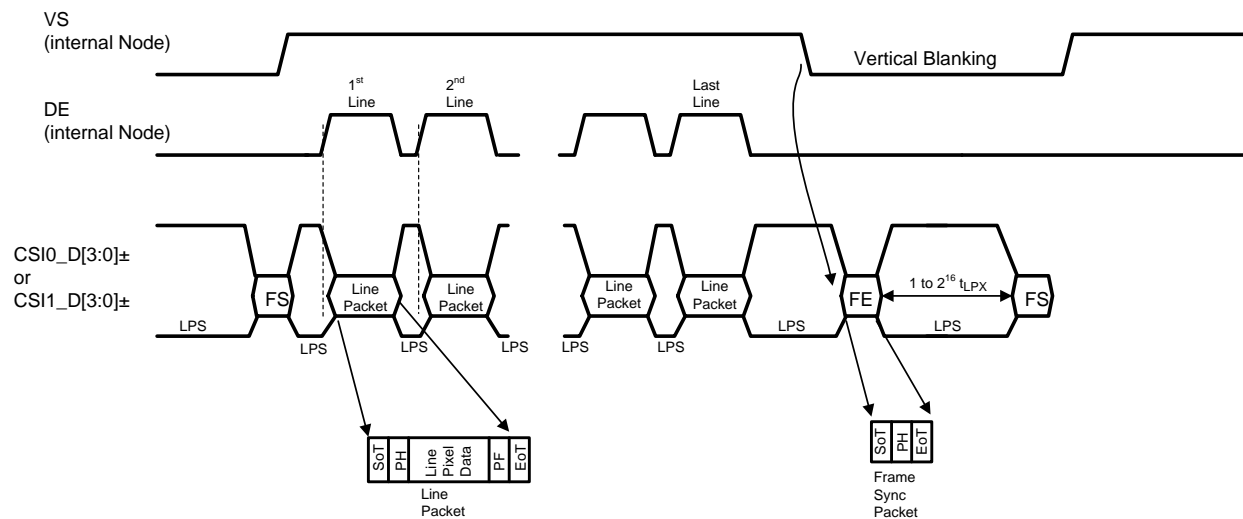 VS
(internal Node)
Vertical Blanking
1st
Line
2nd
Line
Last
Line
DE
(internal Node)
CSI0_D[3:0]±
or
CSI1_D[3:0]±
FS
Line
Packet
Line
Packet
Line
Packet
Line
Packet
FE
1 to 2^16 tLPX
FS
LPS
LPS
LPS
LPS
LPS
LPS
LPS
LPS
SoT
PH
Line
Pixel
Data
PF
EoT
Line
Packet
SoT
PH
EoT
Frame
Sync
Packet